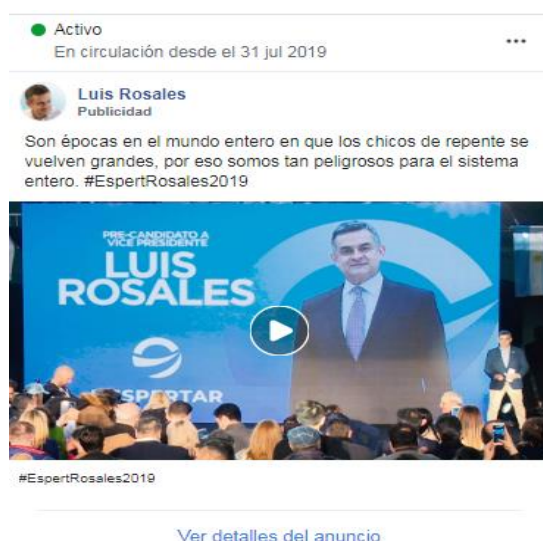 Activo
En circulación desde el 31 jul 2019
Luis Rosales
Publicidad
Son épocas en el mundo entero en que los chicos de repente se
vuelven grandes, por eso somos tan peligrosos para el sistema
entero. #EspertRosales2019
PRE-CANDIDATO A
VICE PRESIDENTE
LUIS
ROSALES
DESPERTAR
#EspertRosales2019
Ver detalles del anuncio